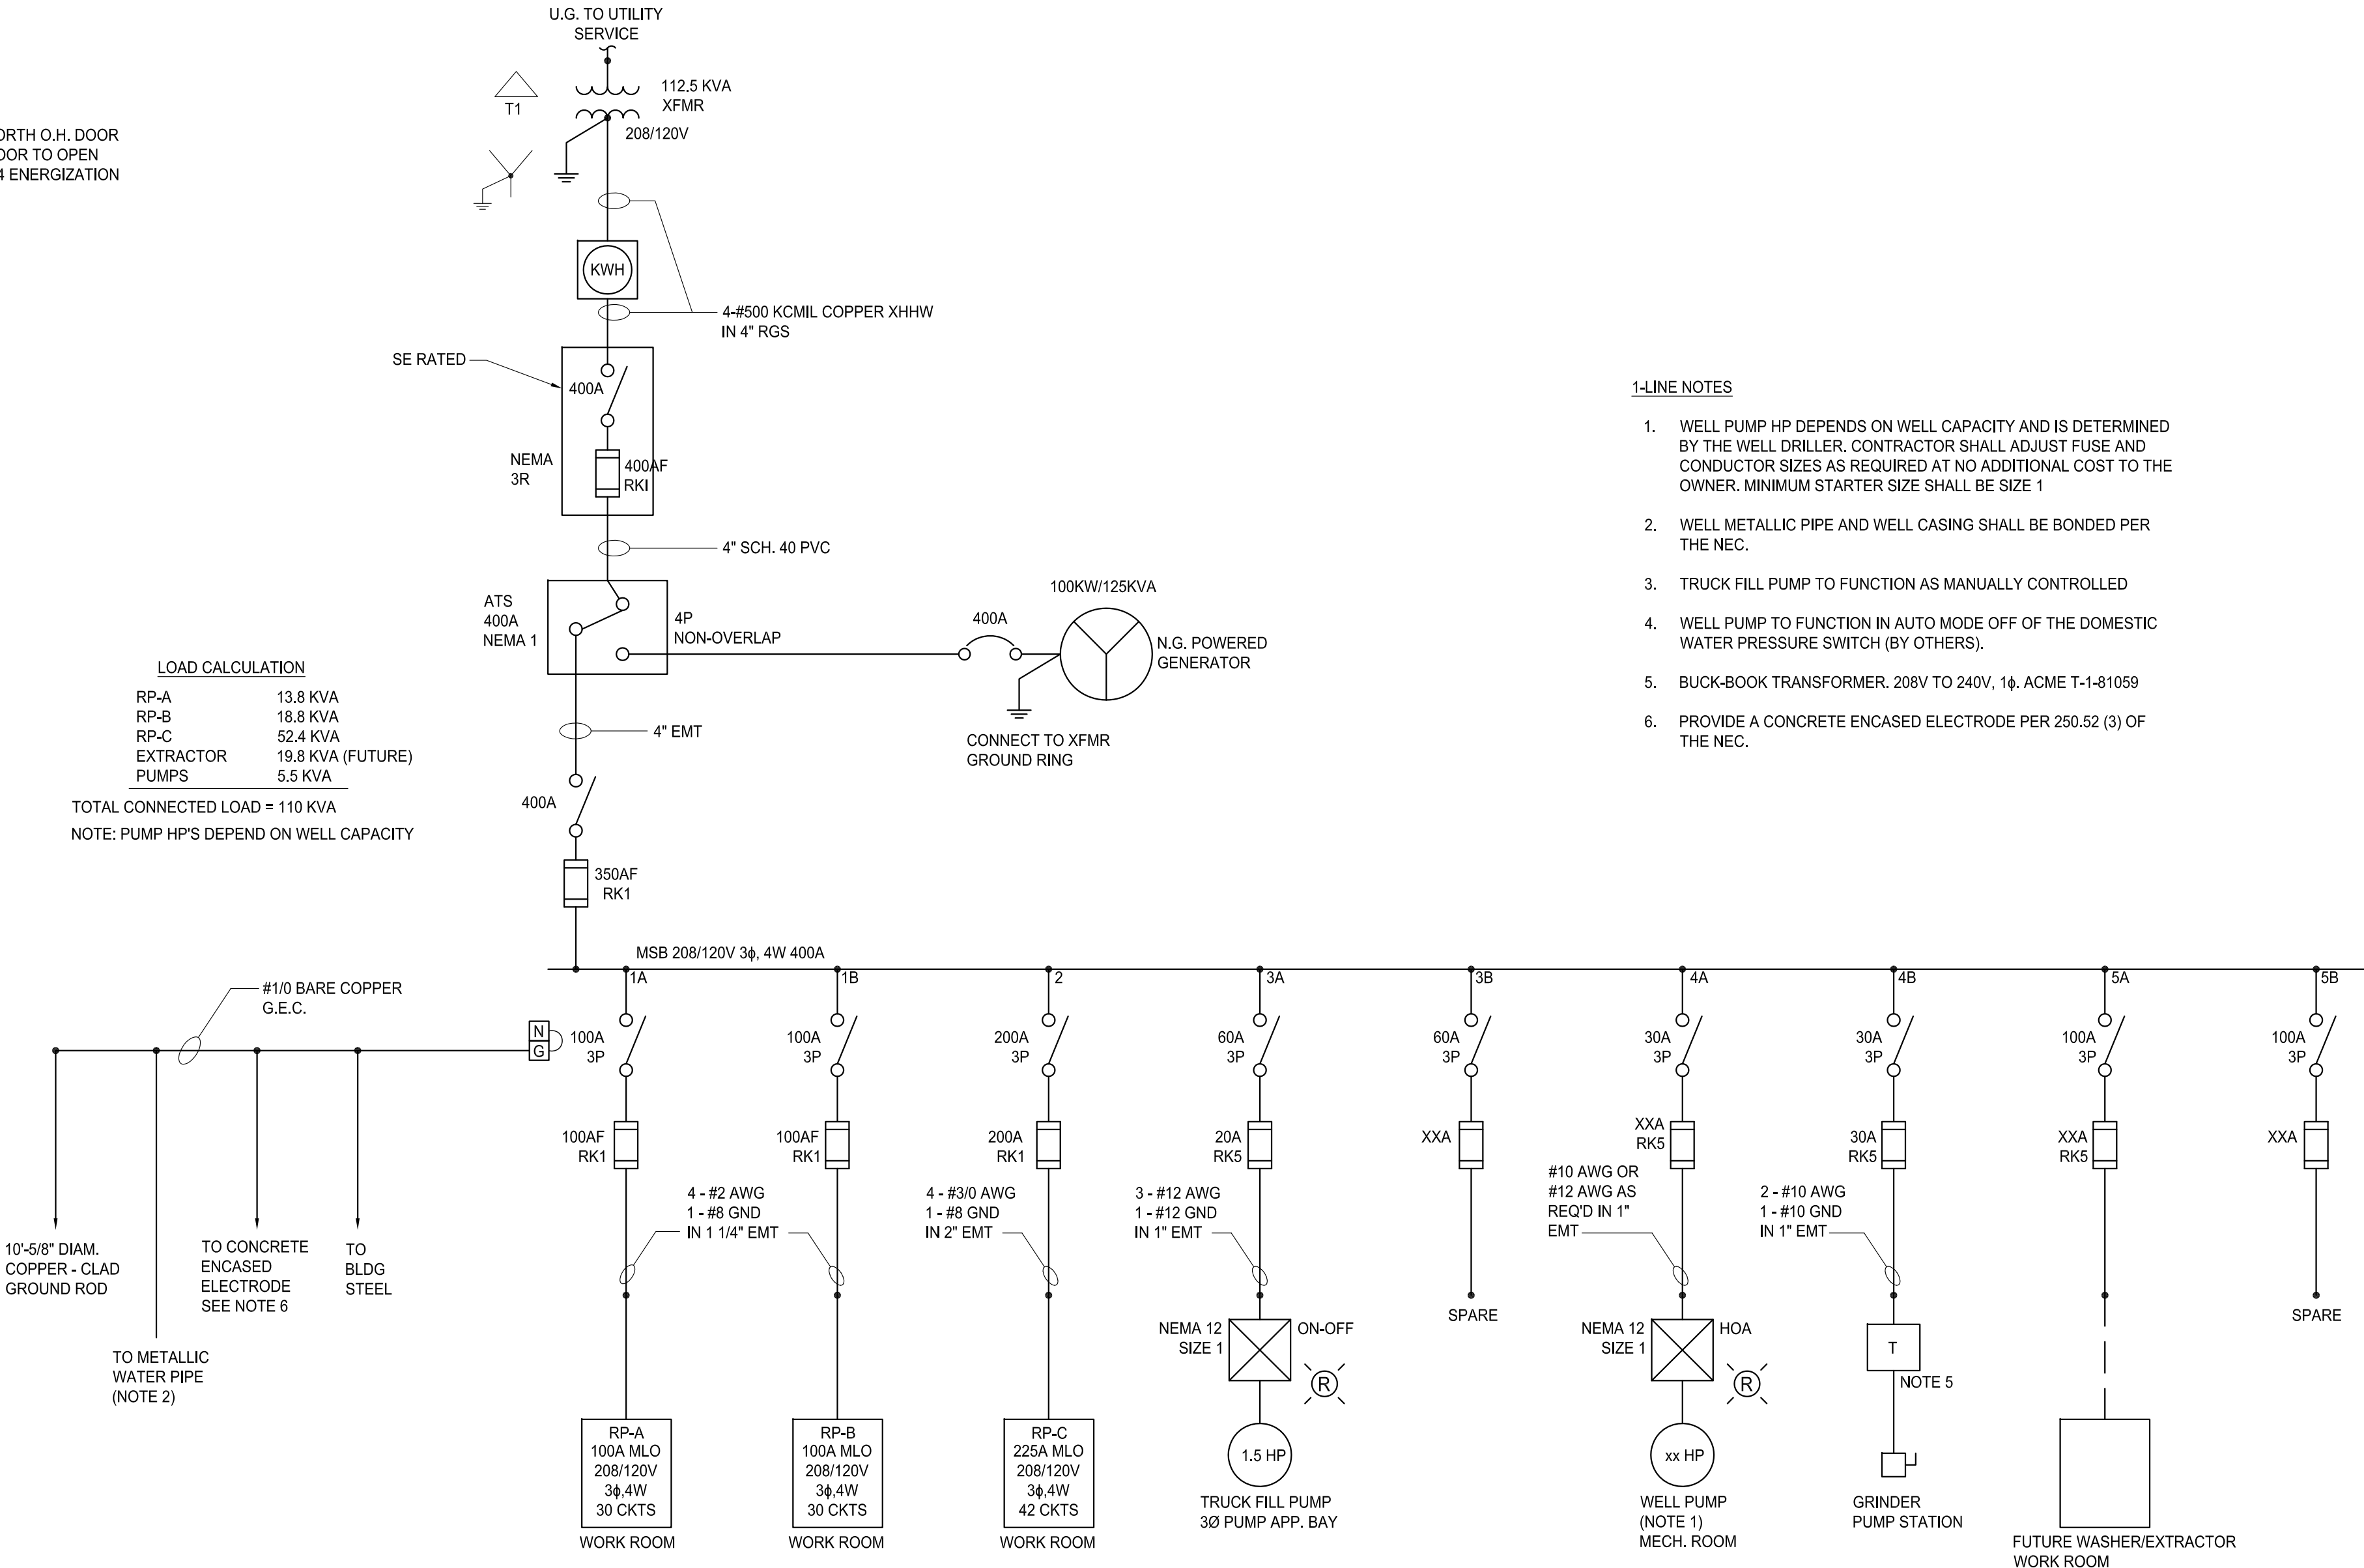 U.G. TO UTILITY
SERVICE
T1
112.5 KVA
XFMR
208/120V
ORTH O.H. DOOR
OOR TO OPEN
4 ENERGIZATION
KWH
4-#500 KCMIL COPPER XHHW
IN 4" RGS
SE RATED
400A
NEMA
3R
400AF
RKI
4" SCH. 40 PVC
ATS
400A
NEMA 1
4P
NON-OVERLAP
400A
100KW/125KVA
N.G. POWERED
GENERATOR
CONNECT TO XFMR
GROUND RING
4" EMT
400A
350AF
RK1
1-LINE NOTES
1. WELL PUMP HP DEPENDS ON WELL CAPACITY AND IS DETERMINED
BY THE WELL DRILLER. CONTRACTOR SHALL ADJUST FUSE AND
CONDUCTOR SIZES AS REQUIRED AT NO ADDITIONAL COST TO THE
OWNER. MINIMUM STARTER SIZE SHALL BE SIZE 1
2. WELL METALLIC PIPE AND WELL CASING SHALL BE BONDED PER
THE NEC.
3. TRUCK FILL PUMP TO FUNCTION AS MANUALLY CONTROLLED
4. WELL PUMP TO FUNCTION IN AUTO MODE OFF OF THE DOMESTIC
WATER PRESSURE SWITCH (BY OTHERS).
5. BUCK-BOOK TRANSFORMER. 208V TO 240V, 1ϕ. ACME T-1-81059
6. PROVIDE A CONCRETE ENCASED ELECTRODE PER 250.52 (3) OF
THE NEC.
LOAD CALCULATION
RP-A 13.8 KVA
RP-B 18.8 KVA
RP-C 52.4 KVA
EXTRACTOR 19.8 KVA (FUTURE)
PUMPS 5.5 KVA
TOTAL CONNECTED LOAD = 110 KVA
NOTE: PUMP HP'S DEPEND ON WELL CAPACITY
MSB 208/120V 3ϕ, 4W 400A
#1/0 BARE COPPER
G.E.C.
N
G
10'-5/8" DIAM.
COPPER - CLAD
GROUND ROD
TO METALLIC
WATER PIPE
(NOTE 2)
TO CONCRETE
ENCASED
ELECTRODE
SEE NOTE 6
TO
BLDG
STEEL
1A
100A
3P
100AF
RK1
4 - #2 AWG
1 - #8 GND
IN 1 1/4" EMT
RP-A
100A MLO
208/120V
3ϕ,4W
30 CKTS
WORK ROOM
1B
100A
3P
100AF
RK1
RP-B
100A MLO
208/120V
3ϕ,4W
30 CKTS
WORK ROOM
2
200A
3P
200A
RK1
4 - #3/0 AWG
1 - #8 GND
IN 2" EMT
RP-C
225A MLO
208/120V
3ϕ,4W
42 CKTS
WORK ROOM
3A
60A
3P
20A
RK5
3 - #12 AWG
1 - #12 GND
IN 1" EMT
NEMA 12
SIZE 1
ON-OFF
R
1.5 HP
TRUCK FILL PUMP
3Ø PUMP APP. BAY
3B
60A
3P
XXA
SPARE
4A
30A
3P
XXA
RK5
#10 AWG OR
#12 AWG AS
REQ'D IN 1"
EMT
NEMA 12
SIZE 1
HOA
R
xx HP
WELL PUMP
(NOTE 1)
MECH. ROOM
4B
30A
3P
30A
RK5
2 - #10 AWG
1 - #10 GND
IN 1" EMT
T
NOTE 5
GRINDER
PUMP STATION
5A
100A
3P
XXA
RK5
FUTURE WASHER/EXTRACTOR
WORK ROOM
5B
100A
3P
XXA
SPARE